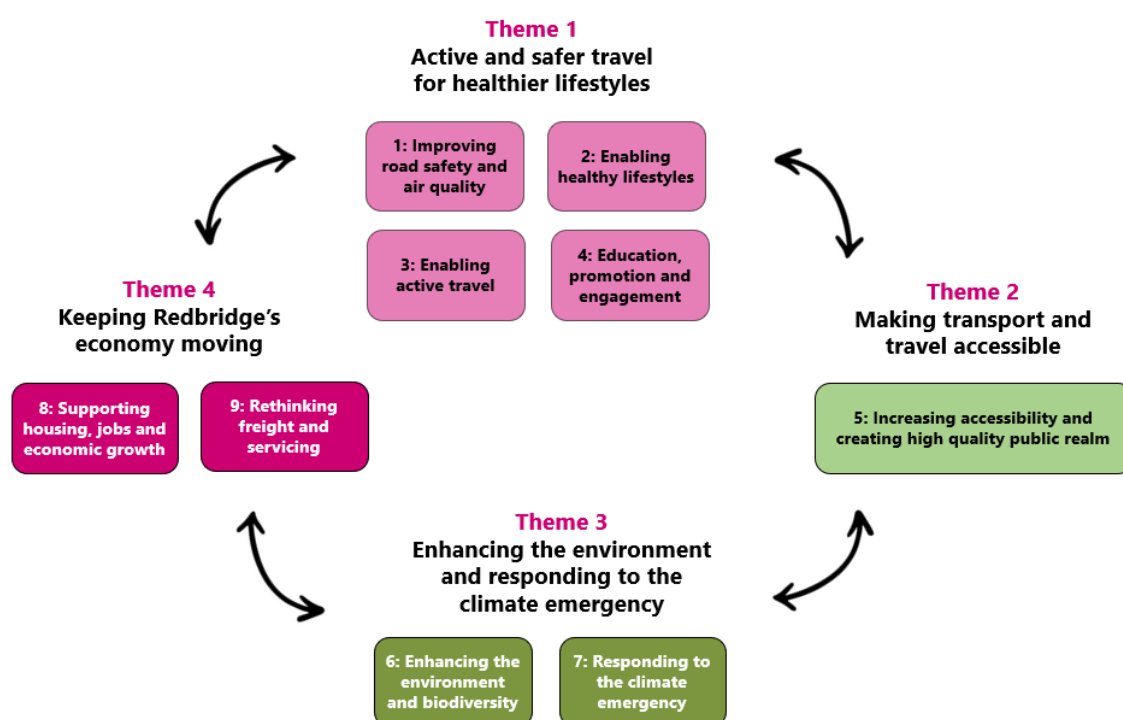 Theme 1
Active and safer travel
for healthier lifestyles
1: Improving
road safety and
air quality
2: Enabling
healthy lifestyles
3: Enabling
active travel
4: Education,
promotion and
engagement
Theme 2
Making transport and
travel accessible
5: Increasing accessibility and
creating high quality public realm
Theme 3
Enhancing the environment
and responding to the
climate emergency
6: Enhancing the
environment
and biodiversity
7: Responding to
the climate
emergency
Theme 4
Keeping Redbridge’s
economy moving
8: Supporting
housing, jobs and
economic growth
9: Rethinking
freight and
servicing